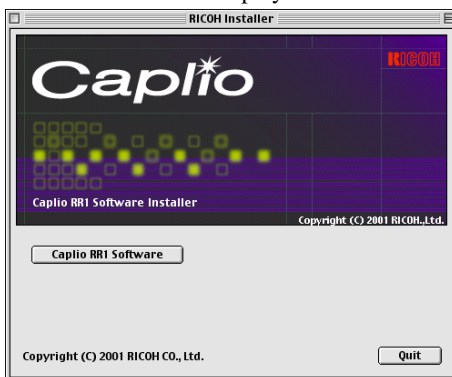 RICOH Installer
RICOH
Caplio
Caplio RR1 Software Installer
Copyright (C) 2001 RICOH.,Ltd.
Caplio RR1 Software
Copyright (C) 2001 RICOH CO., Ltd.
Quit